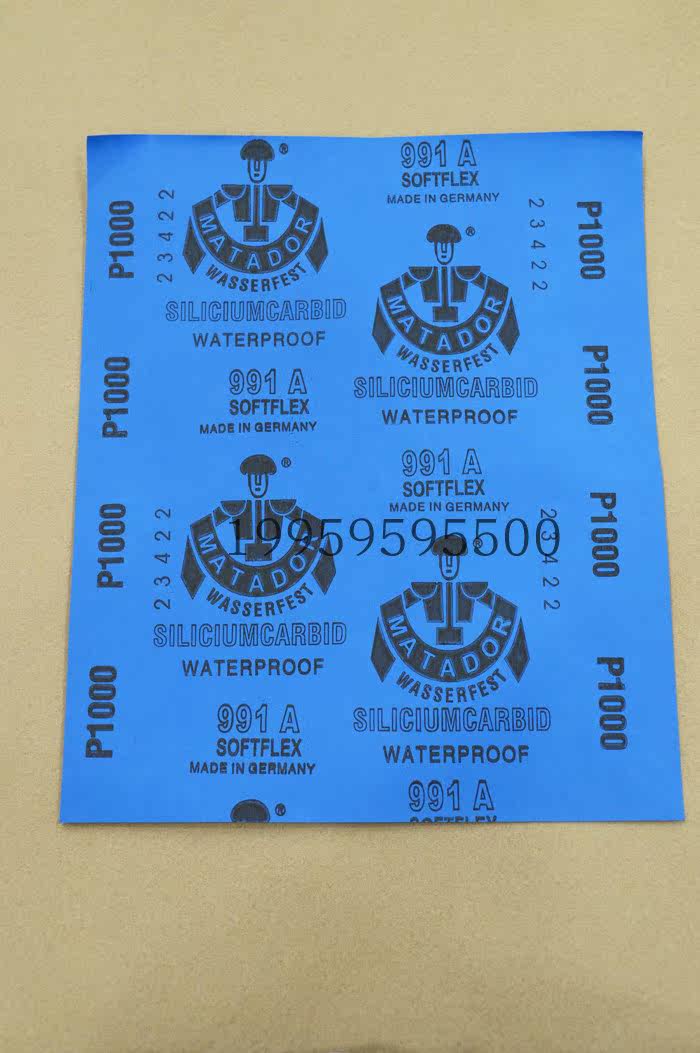 991 A
SOFTFLEX
MADE IN GERMANY
®
MATADOR
WASSERFEST
SILICIUMCARBID
WATERPROOF
P1000
23422
23422
P1000
®
MATADOR
WASSERFEST
SILICIUMCARBID
WATERPROOF
991 A
SOFTFLEX
MADE IN GERMANY
P1000
P1000
991 A
SOFTFLEX
MADE IN GERMANY
®
MATADOR
WASSERFEST
SILICIUMCARBID
WATERPROOF
19959595500
P1000
23422
23422
P1000
®
MATADOR
WASSERFEST
SILICIUMCARBID
WATERPROOF
991 A
SOFTFLEX
MADE IN GERMANY
P1000
P1000
991 A
SOFTFLEX
®